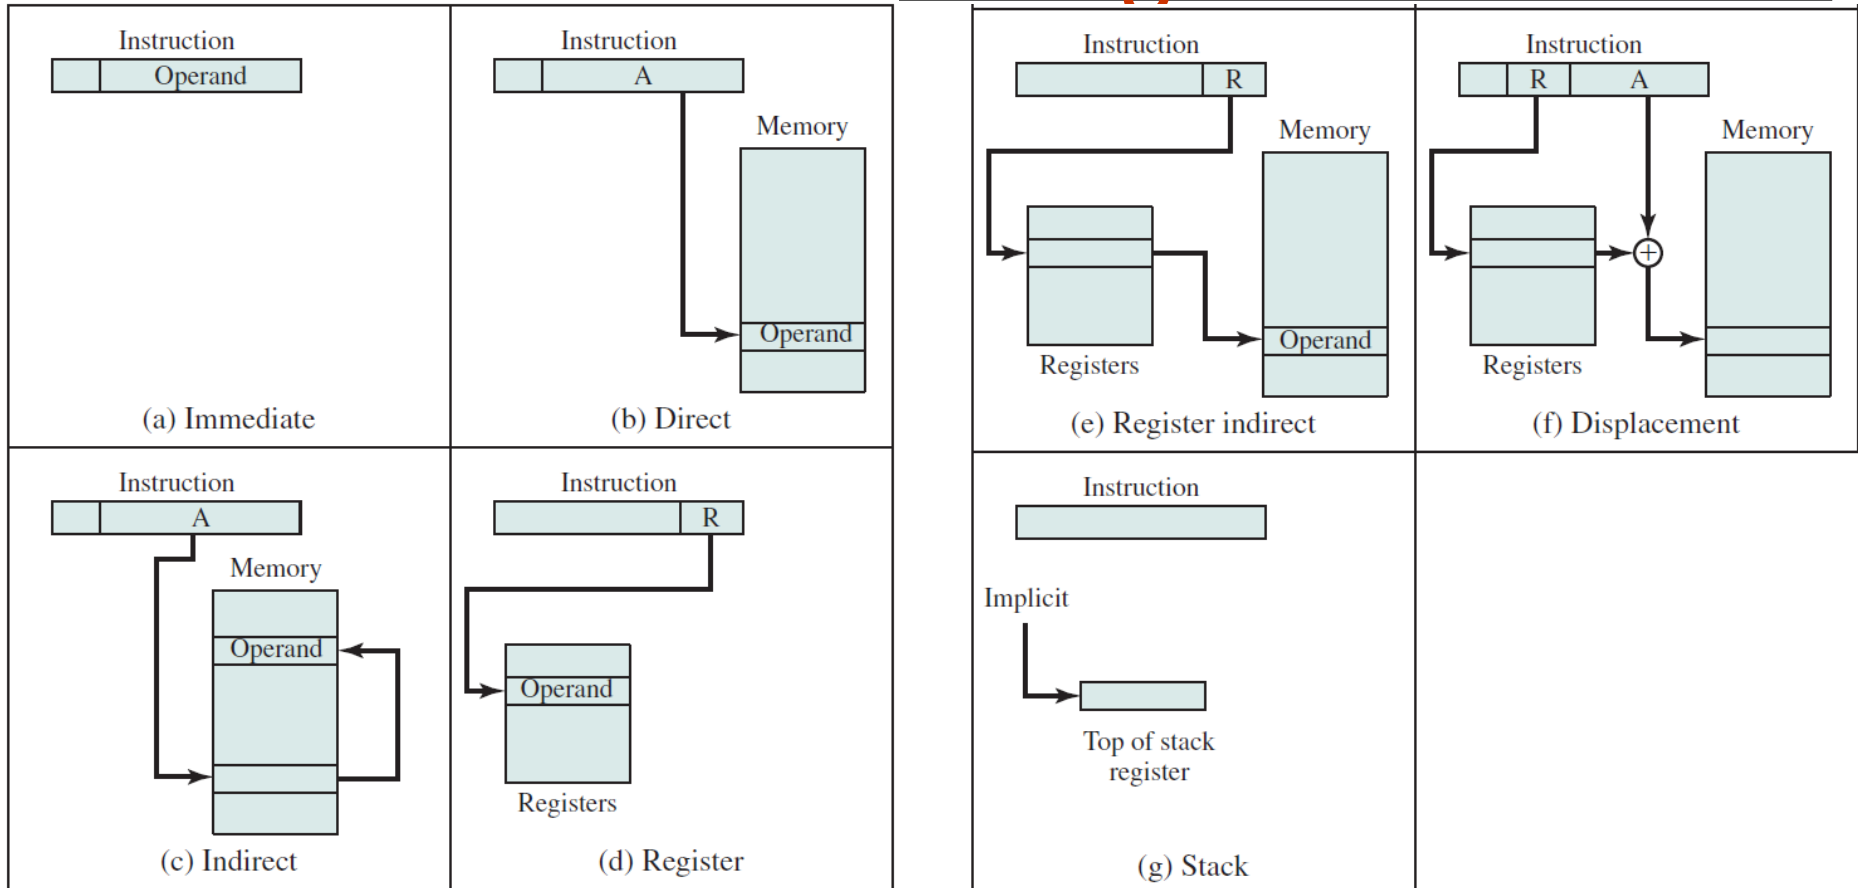 Instruction
Operand
(a) Immediate
Instruction
A
Memory
Operand
(b) Direct
Instruction
A
Memory
Operand
(c) Indirect
Instruction
R
Operand
Registers
(d) Register
Instruction
R
Memory
Operand
Registers
(e) Register indirect
Instruction
R A
Memory
+
Registers
(f) Displacement
Instruction
Implicit
Top of stack
register
(g) Stack